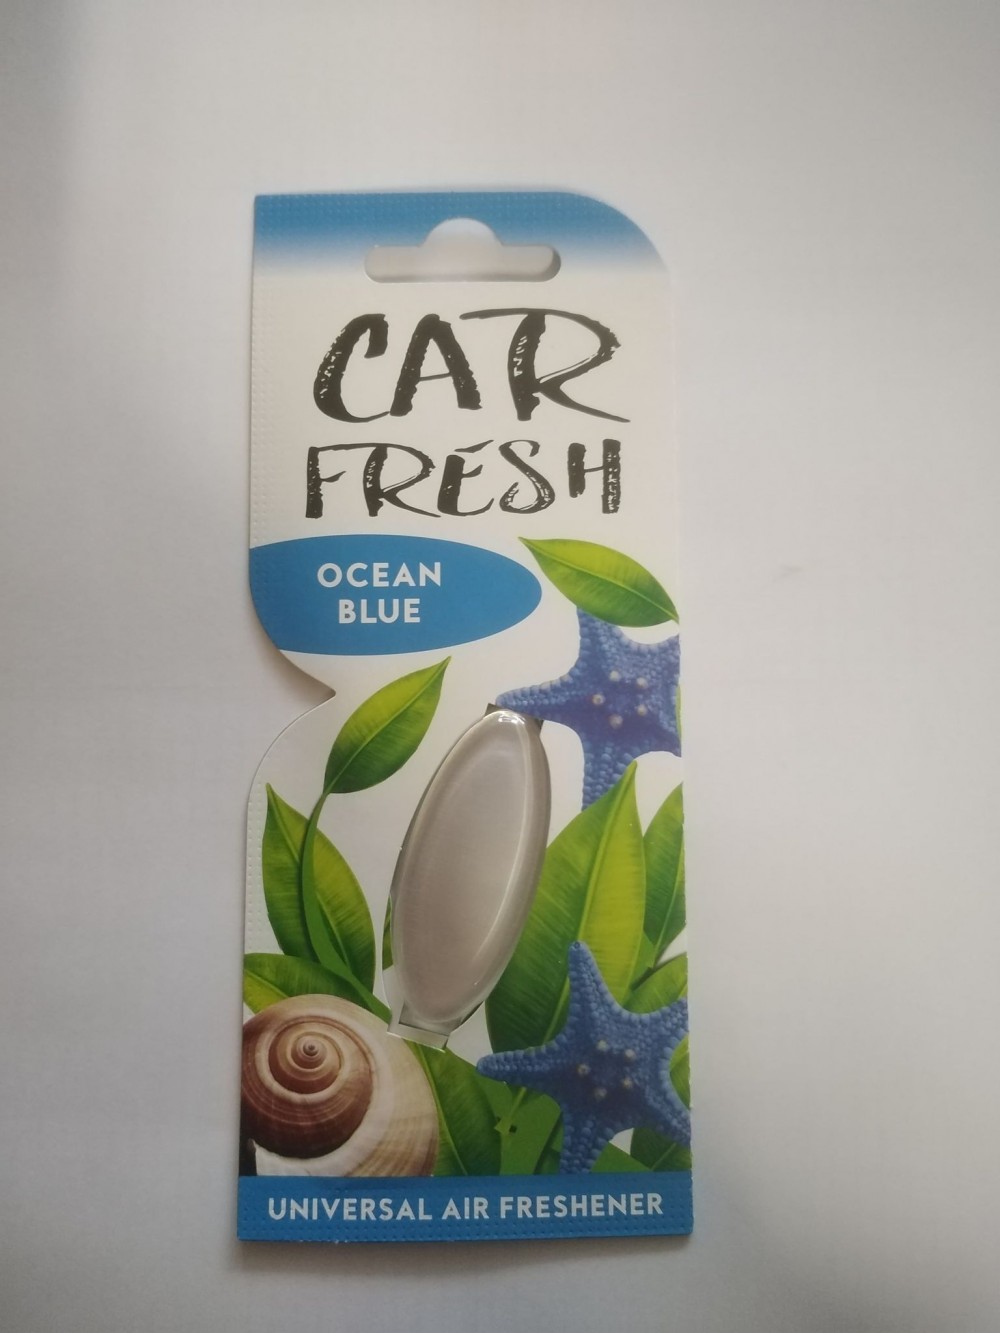 CAR
FRESH
OCEAN
BLUE
UNIVERSAL AIR FRESHENER